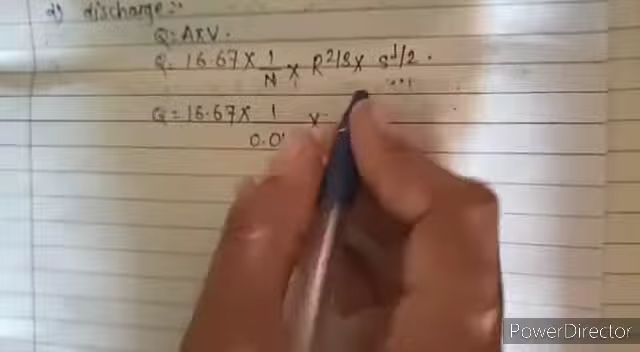 d) discharge :-
Q = A x V.
Q = 16.67 x 1/N x R^2/3 x S^1/2.
Q = 16.67 x 1/0.0 x
PowerDirector